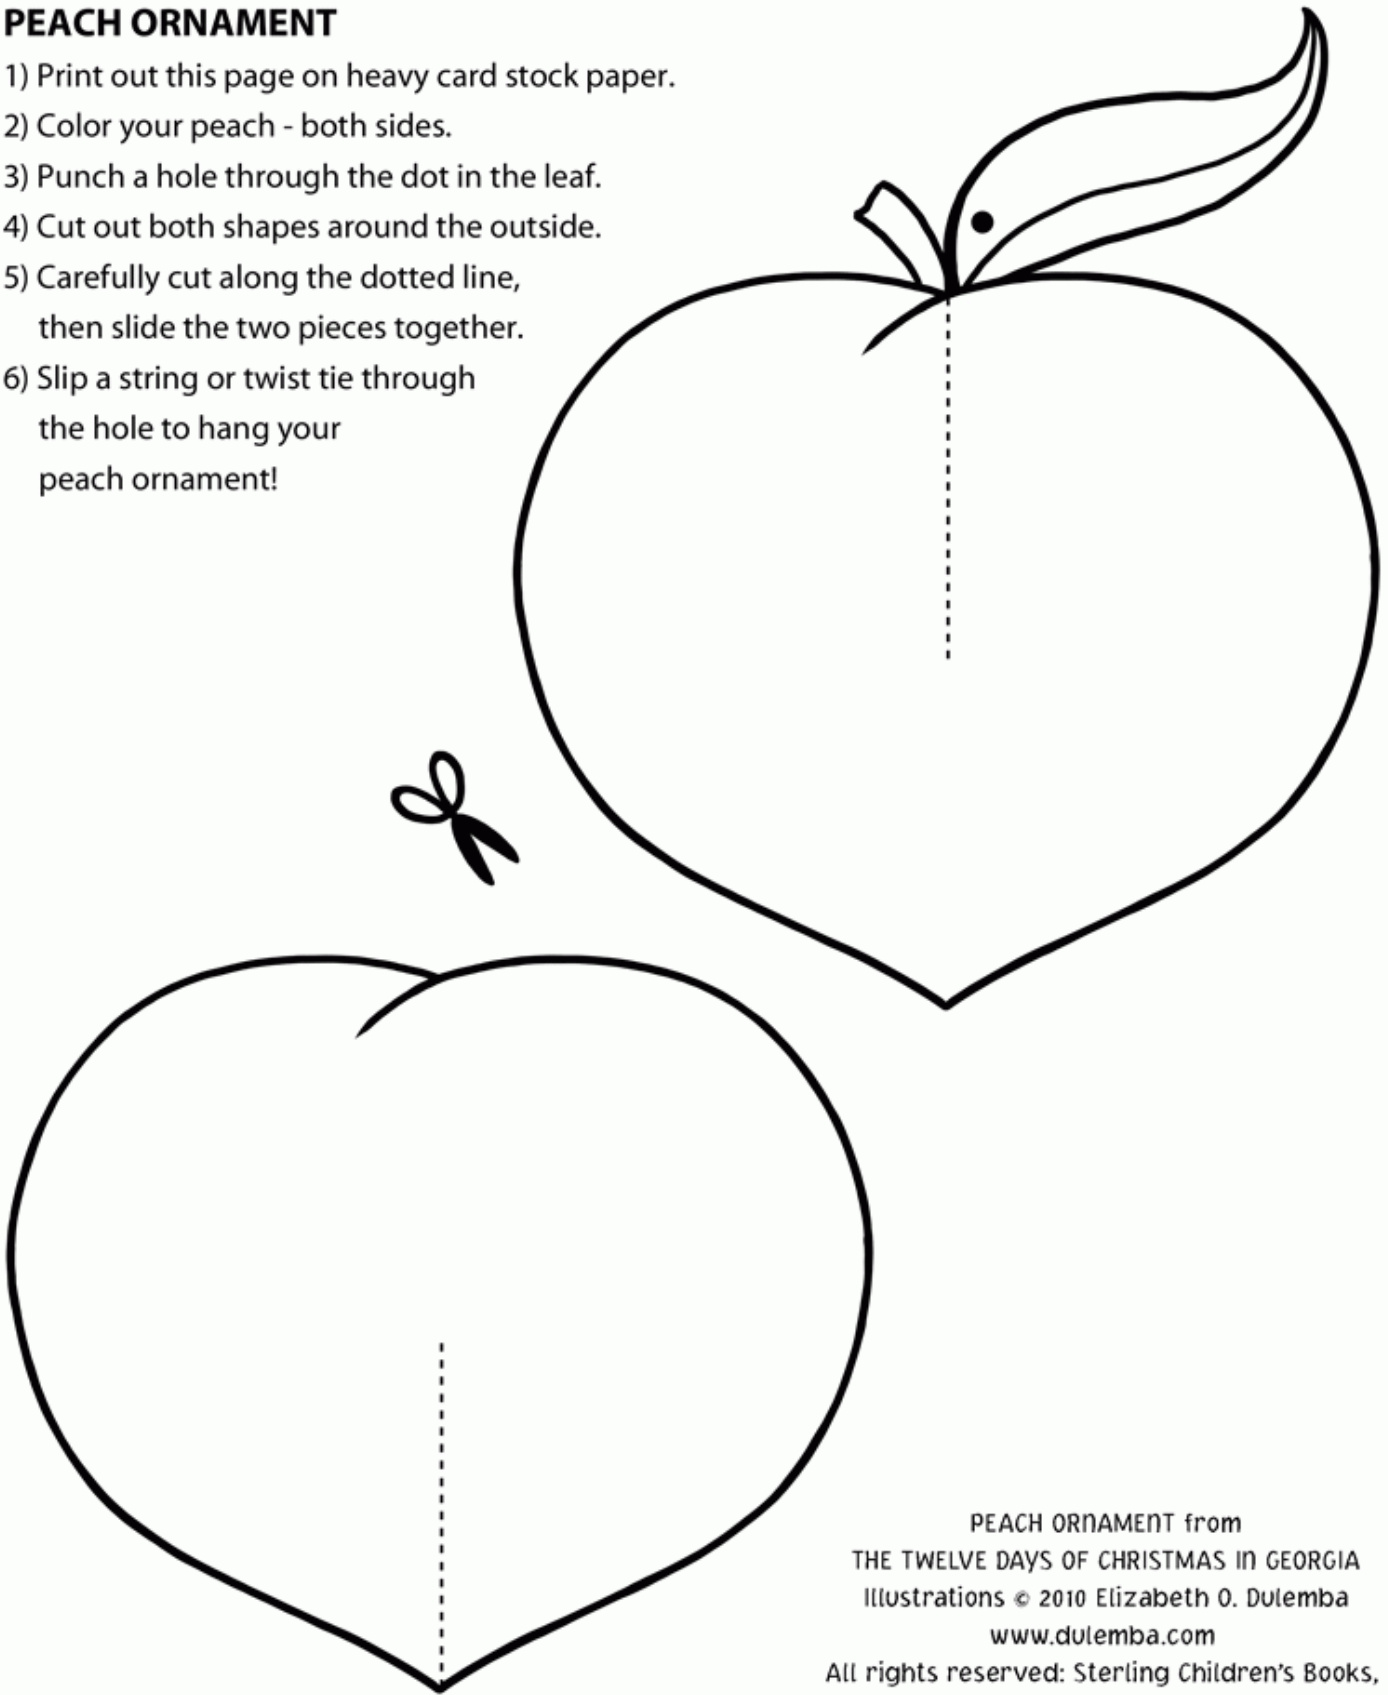 PEACH ORNAMENT
1) Print out this page on heavy card stock paper.
2) Color your peach - both sides.
3) Punch a hole through the dot in the leaf.
4) Cut out both shapes around the outside.
5) Carefully cut along the dotted line,
then slide the two pieces together.
6) Slip a string or twist tie through
the hole to hang your
peach ornament!
PEACH ORNAMENT from
THE TWELVE DAYS OF CHRISTMAS IN GEORGIA
Illustrations © 2010 Elizabeth O. Dulemba
www.dulemba.com
All rights reserved: Sterling Children's Books,